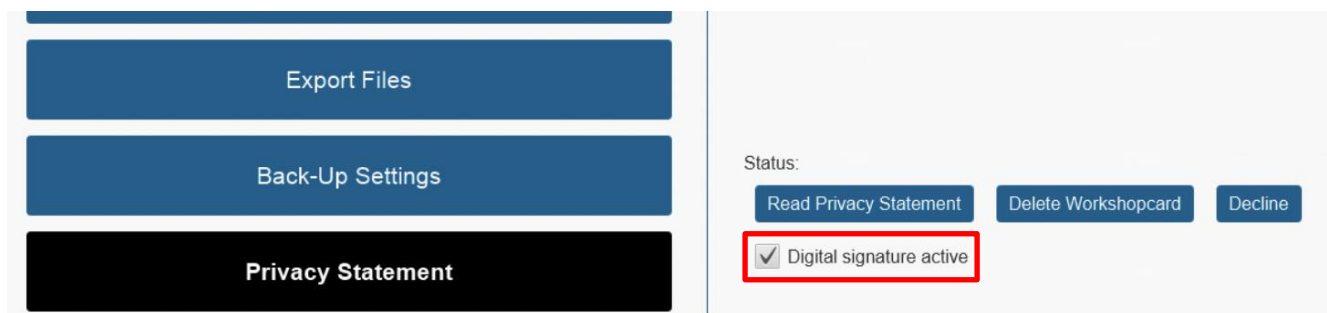 Export Files
Back-Up Settings
Privacy Statement
Status:
Read Privacy Statement Delete Workshopcard Decline
Digital signature active